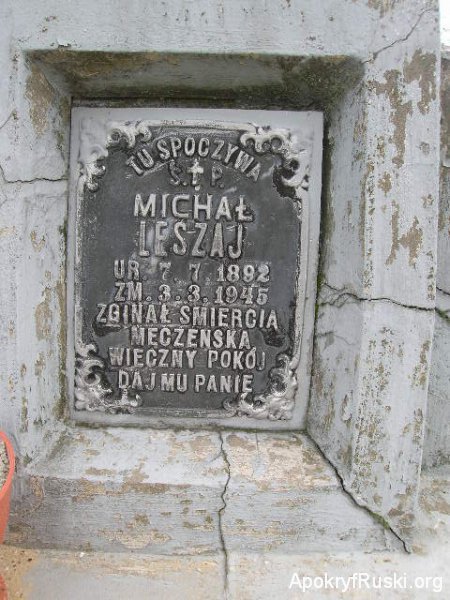 TU SPOCZYWA
Ś. † P.
MICHAŁ
LESZAJ
UR. 7. 7. 1892
ZM. 3. 3. 1945
ZGINAŁ ŚMIERCIĄ
MĘCZEŃSKĄ
WIECZNY POKÓJ
DAJ MU PANIE
ApokryfRuski.org